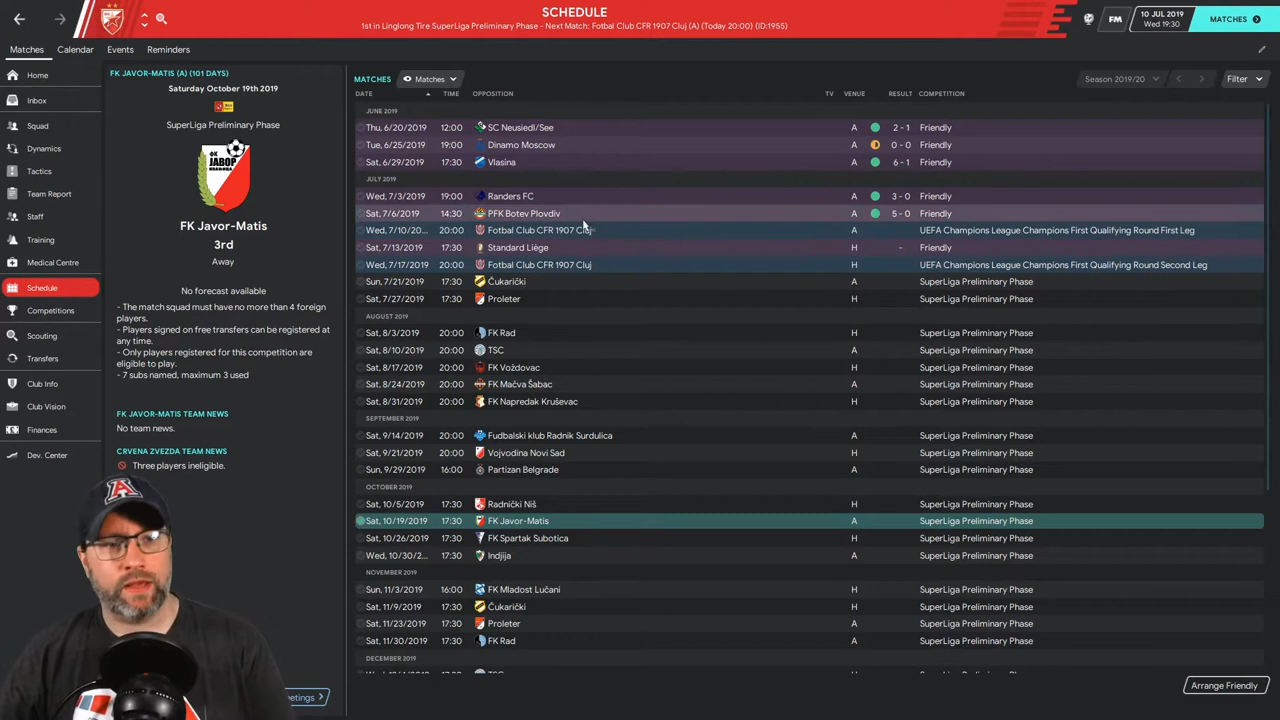 SCHEDULE
1st in Linglong Tire SuperLiga Preliminary Phase - Next Match: Fotbal Club CFR 1907 Cluj (A) (Today 20:00) (ID:1955)
FM
10 JUL 2019
WED 19:30
MATCHES
Matches Calendar Events Reminders
Home
Inbox
Squad
Dynamics
Tactics
Team Report
Staff
Training
Medical Centre
Schedule
Competitions
Scouting
Transfers
Club Info
Club Vision
Finances
Dev. Center
FK JAVOR-MATIS (A) (101 DAYS)
Saturday October 19th 2019
SuperLiga Preliminary Phase
ЈАВОР
FK Javor-Matis
3rd
Away
No forecast available
- The match squad must have no more than 4 foreign
players.
- Players signed on free transfers can be registered at
any time.
- Only players registered for this competition are
eligible to play.
- 7 subs named, maximum 3 used
FK JAVOR-MATIS TEAM NEWS
No team news.
CRVENA ZVEZDA TEAM NEWS
Three players ineligible.
MATCHES Matches Season 2019/20 Filter
DATE TIME OPPOSITION TV VENUE RESULT COMPETITION
JUNE 2019
Thu, 6/20/2019 12:00 SC Neusiedl/See A 2 - 1 Friendly
Tue, 6/25/2019 19:00 Dinamo Moscow A 0 - 0 Friendly
Sat, 6/29/2019 17:30 Vlasina A 6 - 1 Friendly
JULY 2019
Wed, 7/3/2019 19:00 Randers FC A 3 - 0 Friendly
Sat, 7/6/2019 14:30 PFK Botev Plovdiv A 5 - 0 Friendly
Wed, 7/10/20... 20:00 Fotbal Club CFR 1907 Cluj A UEFA Champions League Champions First Qualifying Round First Leg
Sat, 7/13/2019 17:30 Standard Liège H - Friendly
Wed, 7/17/2019 20:00 Fotbal Club CFR 1907 Cluj H UEFA Champions League Champions First Qualifying Round Second Leg
Sun, 7/21/2019 17:30 Čukarički A SuperLiga Preliminary Phase
Sat, 7/27/2019 17:30 Proleter H SuperLiga Preliminary Phase
AUGUST 2019
Sat, 8/3/2019 20:00 FK Rad H SuperLiga Preliminary Phase
Sat, 8/10/2019 20:00 TSC A SuperLiga Preliminary Phase
Sat, 8/17/2019 20:00 FK Voždovac H SuperLiga Preliminary Phase
Sat, 8/24/2019 20:00 FK Mačva Šabac A SuperLiga Preliminary Phase
Sat, 8/31/2019 20:00 FK Napredak Kruševac H SuperLiga Preliminary Phase
SEPTEMBER 2019
Sat, 9/14/2019 20:00 Fudbalski klub Radnik Surdulica A SuperLiga Preliminary Phase
Sat, 9/21/2019 20:00 Vojvodina Novi Sad H SuperLiga Preliminary Phase
Sun, 9/29/2019 16:00 Partizan Belgrade A SuperLiga Preliminary Phase
OCTOBER 2019
Sat, 10/5/2019 17:30 Radnički Niš H SuperLiga Preliminary Phase
Sat, 10/19/2019 17:30 FK Javor-Matis A SuperLiga Preliminary Phase
Sat, 10/26/2019 17:30 FK Spartak Subotica H SuperLiga Preliminary Phase
Wed, 10/30/2... 17:30 Indjija A SuperLiga Preliminary Phase
NOVEMBER 2019
Sun, 11/3/2019 16:00 FK Mladost Lučani H SuperLiga Preliminary Phase
Sat, 11/9/2019 17:30 Čukarički H SuperLiga Preliminary Phase
Sat, 11/23/2019 17:30 Proleter A SuperLiga Preliminary Phase
Sat, 11/30/2019 17:30 FK Rad A SuperLiga Preliminary Phase
DECEMBER 2019
Arrange Friendly